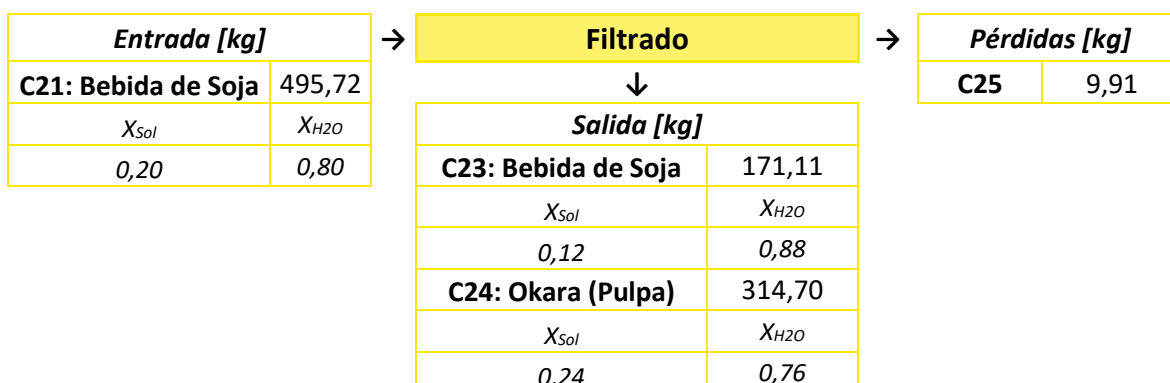 Entrada [kg] → Filtrado → Pérdidas [kg]
C21: Bebida de Soja 495,72 ↓ C25 9,91
XSol XH2O Salida [kg]
0,20 0,80 C23: Bebida de Soja 171,11
XSol XH2O
0,12 0,88
C24: Okara (Pulpa) 314,70
XSol XH2O
0,24 0,76